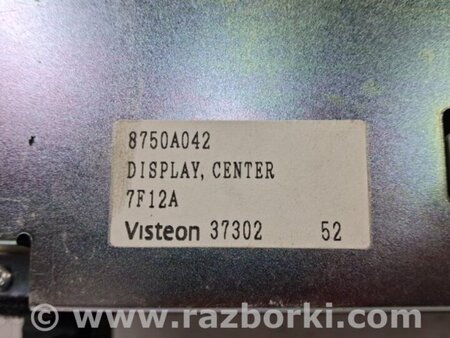 8750A042
DISPLAY, CENTER
7F12A
Visteon 37302 52
© www.razborki.com